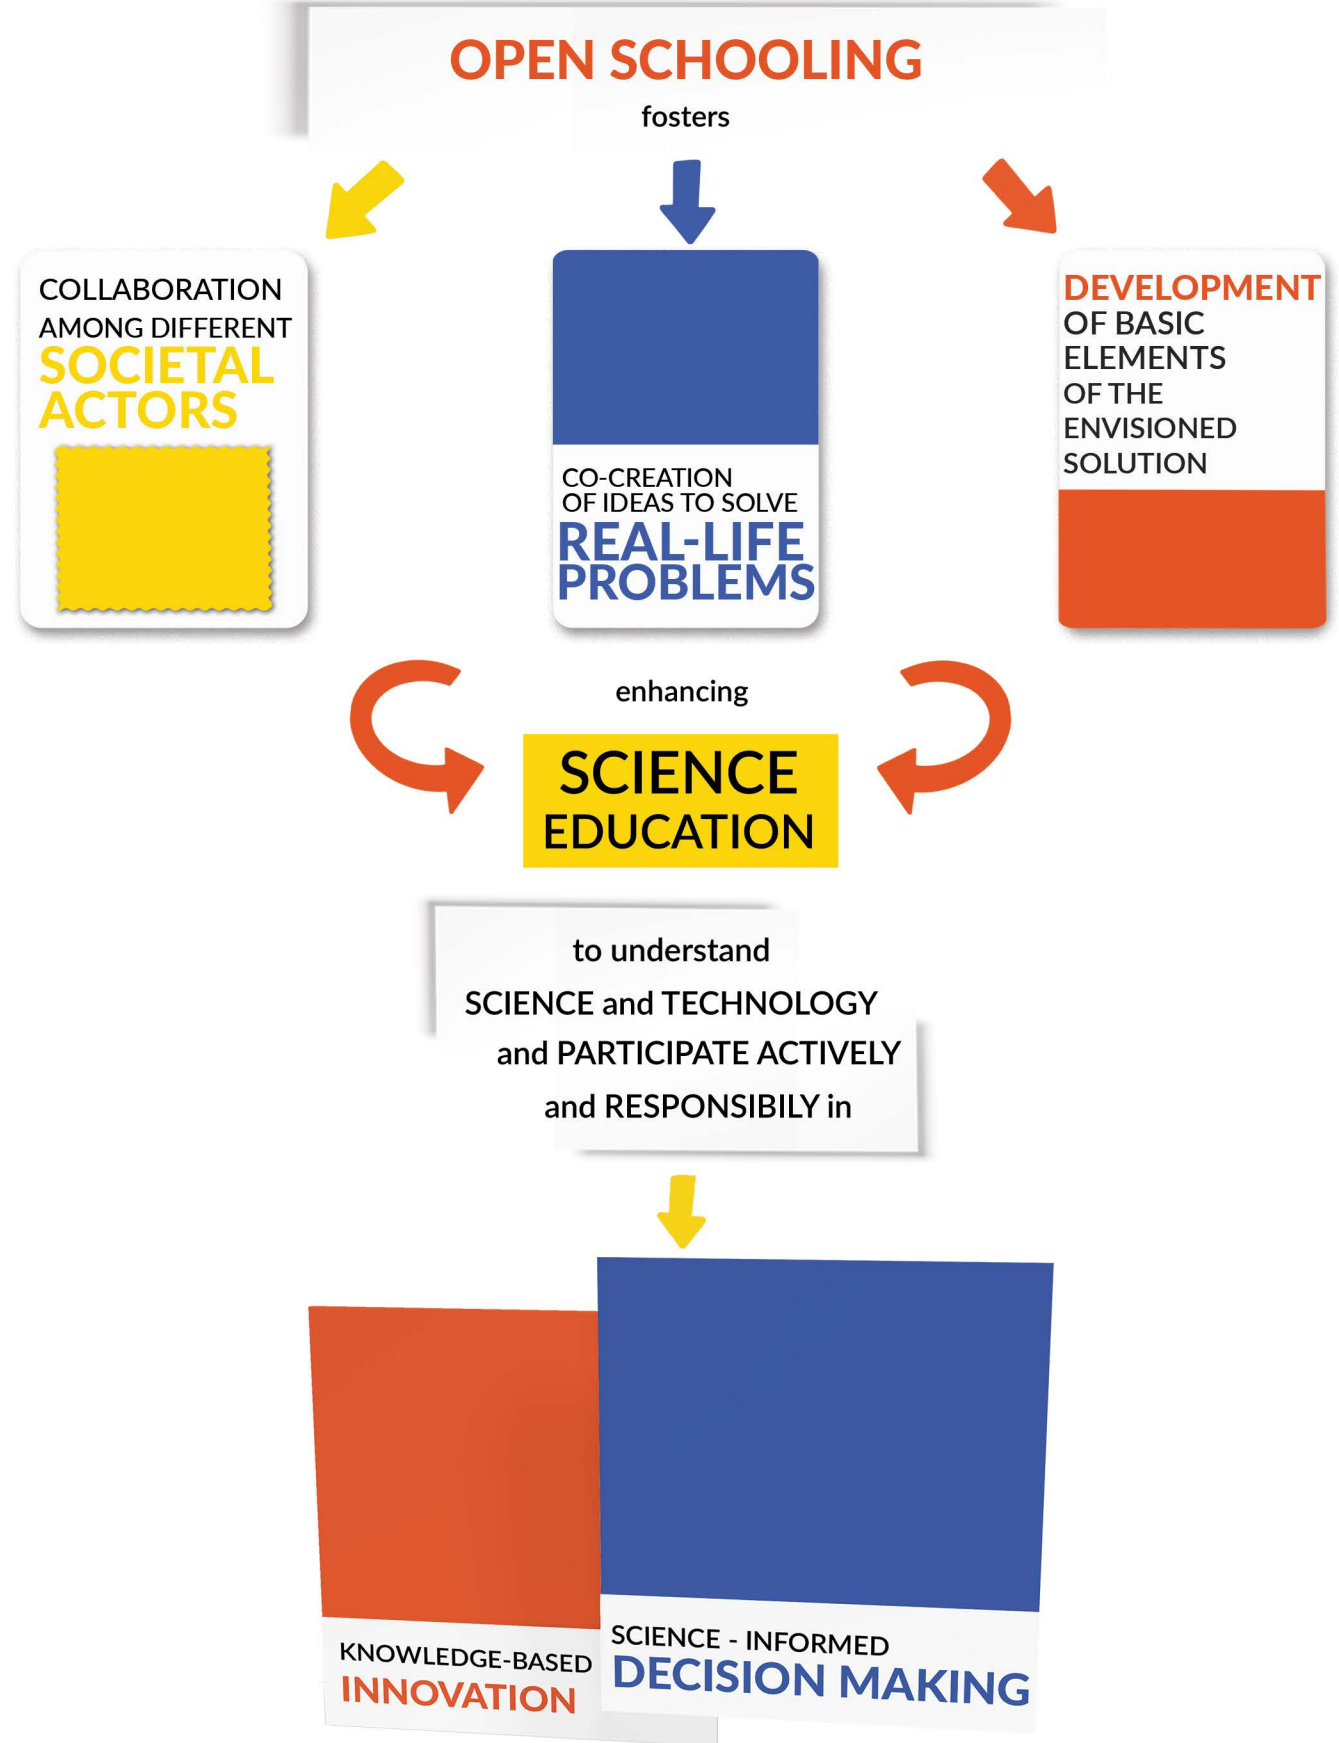 OPEN SCHOOLING
fosters
COLLABORATION
AMONG DIFFERENT
SOCIETAL
ACTORS
CO-CREATION
OF IDEAS TO SOLVE
REAL-LIFE
PROBLEMS
DEVELOPMENT
OF BASIC
ELEMENTS
OF THE
ENVISIONED
SOLUTION
enhancing
SCIENCE
EDUCATION
to understand
SCIENCE and TECHNOLOGY
and PARTICIPATE ACTIVELY
and RESPONSIBILY in
KNOWLEDGE-BASED
INNOVATION
SCIENCE - INFORMED
DECISION MAKING